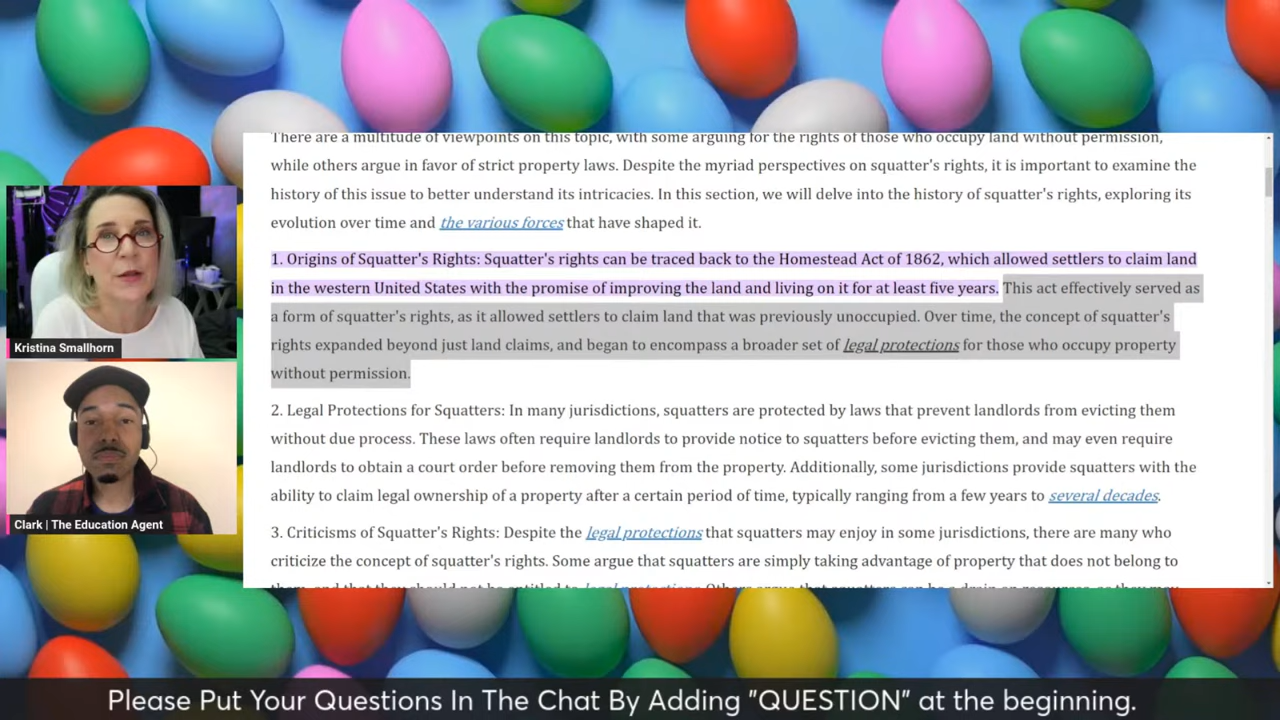 There are a multitude of viewpoints on this topic, with some arguing for the rights of those who occupy land without permission,
while others argue in favor of strict property laws. Despite the myriad perspectives on squatter's rights, it is important to examine the
history of this issue to better understand its intricacies. In this section, we will delve into the history of squatter's rights, exploring its
evolution over time and the various forces that have shaped it.
1. Origins of Squatter's Rights: Squatter's rights can be traced back to the Homestead Act of 1862, which allowed settlers to claim land
in the western United States with the promise of improving the land and living on it for at least five years. This act effectively served as
a form of squatter's rights, as it allowed settlers to claim land that was previously unoccupied. Over time, the concept of squatter's
rights expanded beyond just land claims, and began to encompass a broader set of legal protections for those who occupy property
without permission.
2. Legal Protections for Squatters: In many jurisdictions, squatters are protected by laws that prevent landlords from evicting them
without due process. These laws often require landlords to provide notice to squatters before evicting them, and may even require
landlords to obtain a court order before removing them from the property. Additionally, some jurisdictions provide squatters with the
ability to claim legal ownership of a property after a certain period of time, typically ranging from a few years to several decades.
3. Criticisms of Squatter's Rights: Despite the legal protections that squatters may enjoy in some jurisdictions, there are many who
criticize the concept of squatter's rights. Some argue that squatters are simply taking advantage of property that does not belong to
Kristina Smallhorn
Clark | The Education Agent
Please Put Your Questions In The Chat By Adding "QUESTION" at the beginning.